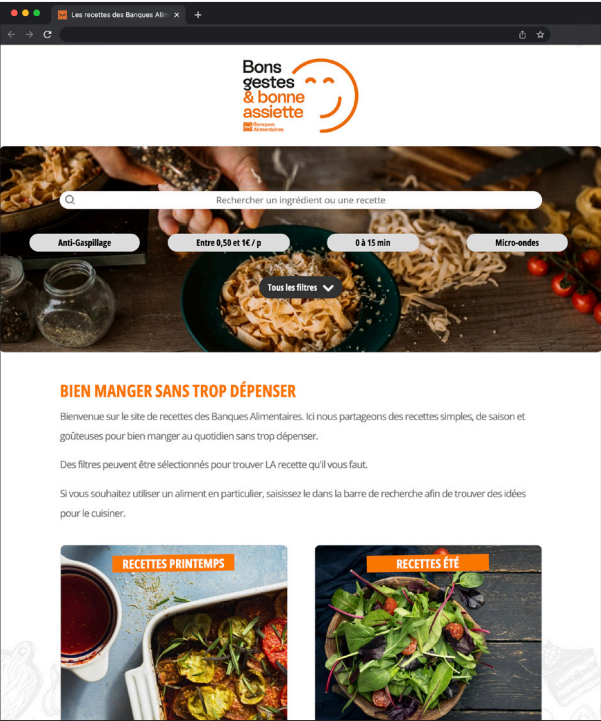 Les recettes des Banques Alim
Bons
gestes
& bonne
assiette
Banques
Alimentaires
Rechercher un ingrédient ou une recette
Anti-Gaspillage
Entre 0,50 et 1€ / p
0 à 15 min
Micro-ondes
Tous les filtres
BIEN MANGER SANS TROP DÉPENSER
Bienvenue sur le site de recettes des Banques Alimentaires. Ici nous partageons des recettes simples, de saison et
goûteuses pour bien manger au quotidien sans trop dépenser.
Des filtres peuvent être sélectionnés pour trouver LA recette qu'il vous faut.
Si vous souhaitez utiliser un aliment en particulier, saisissez le dans la barre de recherche afin de trouver des idées
pour le cuisiner.
RECETTES PRINTEMPS
RECETTES ÉTÉ